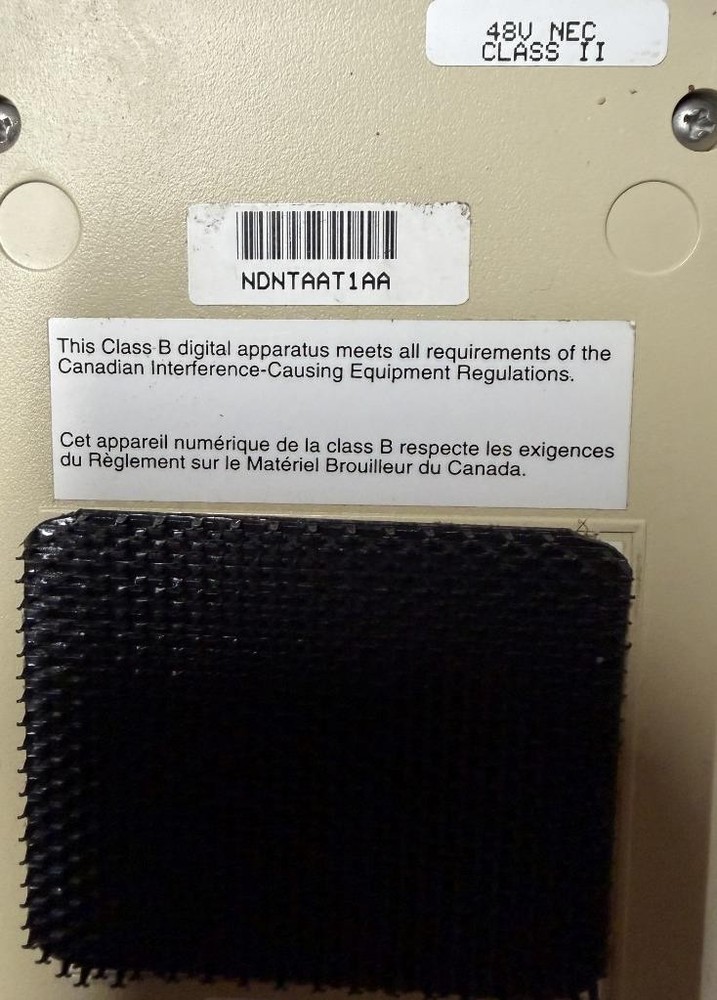 48V NEC
CLASS II
NDNTAAT1AA
This Class B digital apparatus meets all requirements of the
Canadian Interference-Causing Equipment Regulations.
Cet appareil numérique de la class B respecte les exigences
du Règlement sur le Matériel Brouilleur du Canada.